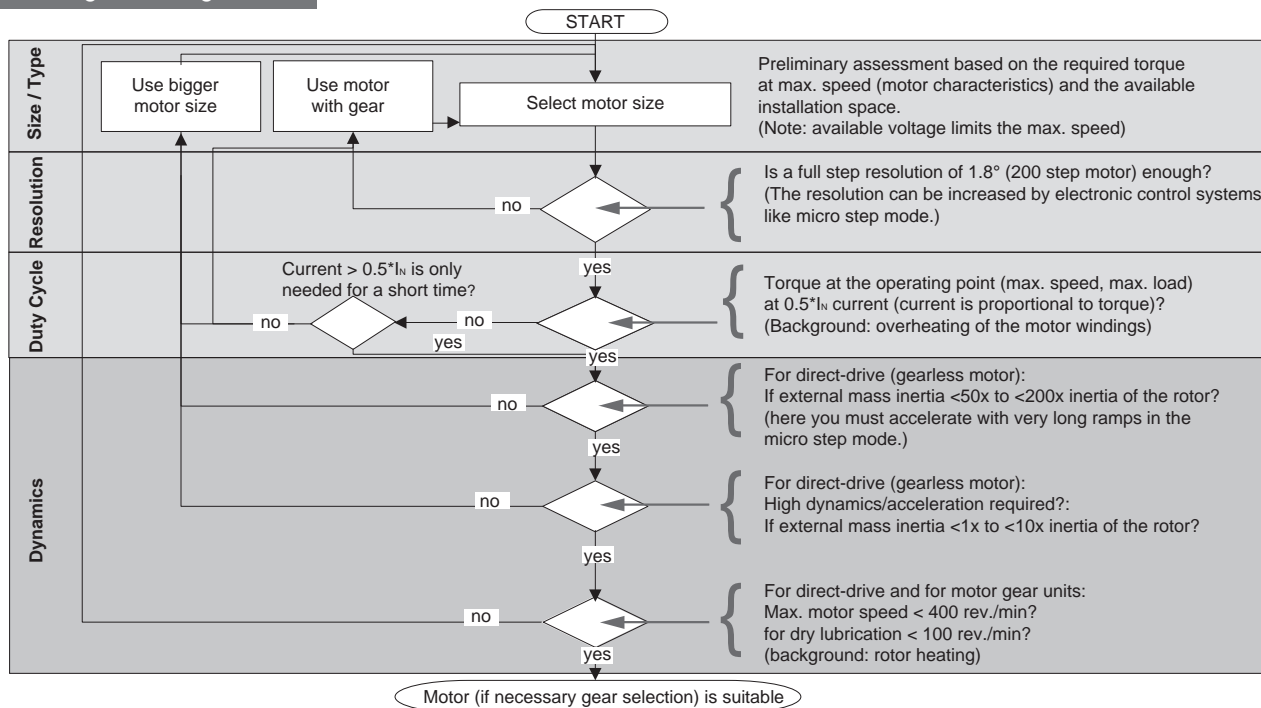 START
Size / Type
Use bigger
motor size
Use motor
with gear
Select motor size
Preliminary assessment based on the required torque
at max. speed (motor characteristics) and the available
installation space.
(Note: available voltage limits the max. speed)
Resolution
no
Is a full step resolution of 1.8° (200 step motor) enough?
(The resolution can be increased by electronic control systems
like micro step mode.)
yes
Duty Cycle
Current > 0.5*IN is only
needed for a short time?
no
no
yes
yes
Torque at the operating point (max. speed, max. load)
at 0.5*IN current (current is proportional to torque)?
(Background: overheating of the motor windings)
Dynamics
no
For direct-drive (gearless motor):
If external mass inertia <50x to <200x inertia of the rotor?
(here you must accelerate with very long ramps in the
micro step mode.)
yes
no
For direct-drive (gearless motor):
High dynamics/acceleration required?:
If external mass inertia <1x to <10x inertia of the rotor?
yes
no
For direct-drive and for motor gear units:
Max. motor speed < 400 rev./min?
for dry lubrication < 100 rev./min?
(background: rotor heating)
yes
Motor (if necessary gear selection) is suitable